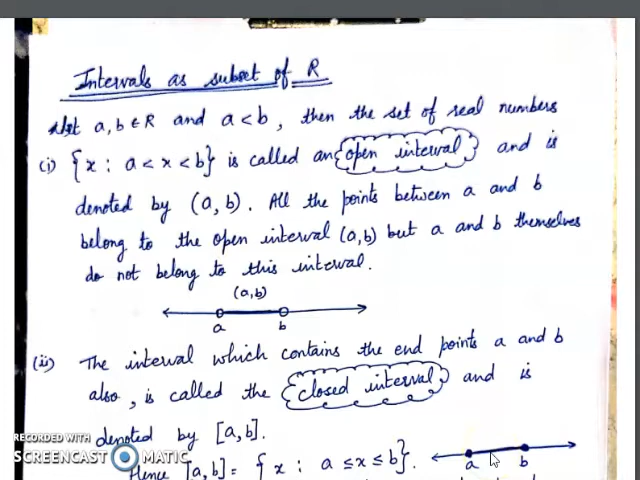 Intervals as subset of R
Let a, b ∈ R and a < b, then the set of real numbers
(i) {x : a < x < b} is called an open interval and is
denoted by (a, b). All the points between a and b
belong to the open interval (a, b) but a and b themselves
do not belong to this interval.
(a, b)
a b
(ii) The interval which contains the end points a and b
also, is called the closed interval and is
denoted by [a, b].
Hence [a, b] = {x : a ≤ x ≤ b}.
a b
RECORDED WITH
SCREENCAST MATIC